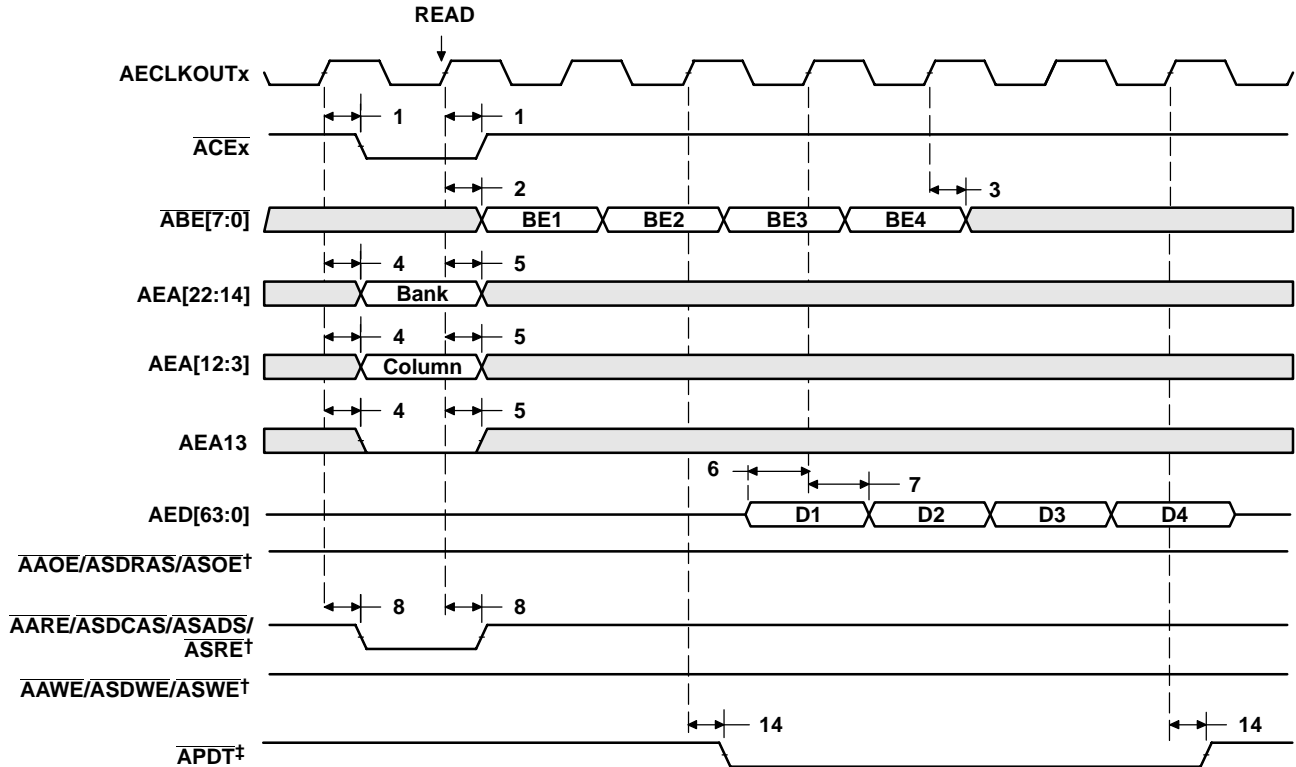 READ
AECLKOUTx
1 1
ACEx
2 3
ABE[7:0] BE1 BE2 BE3 BE4
4 5
AEA[22:14] Bank
4 5
AEA[12:3] Column
4 5
AEA13
6 7
AED[63:0] D1 D2 D3 D4
AAOE/ASDRAS/ASOE†
8 8
AARE/ASDCAS/ASADS/
ASRE†
AAWE/ASDWE/ASWE†
14 14
APDT‡